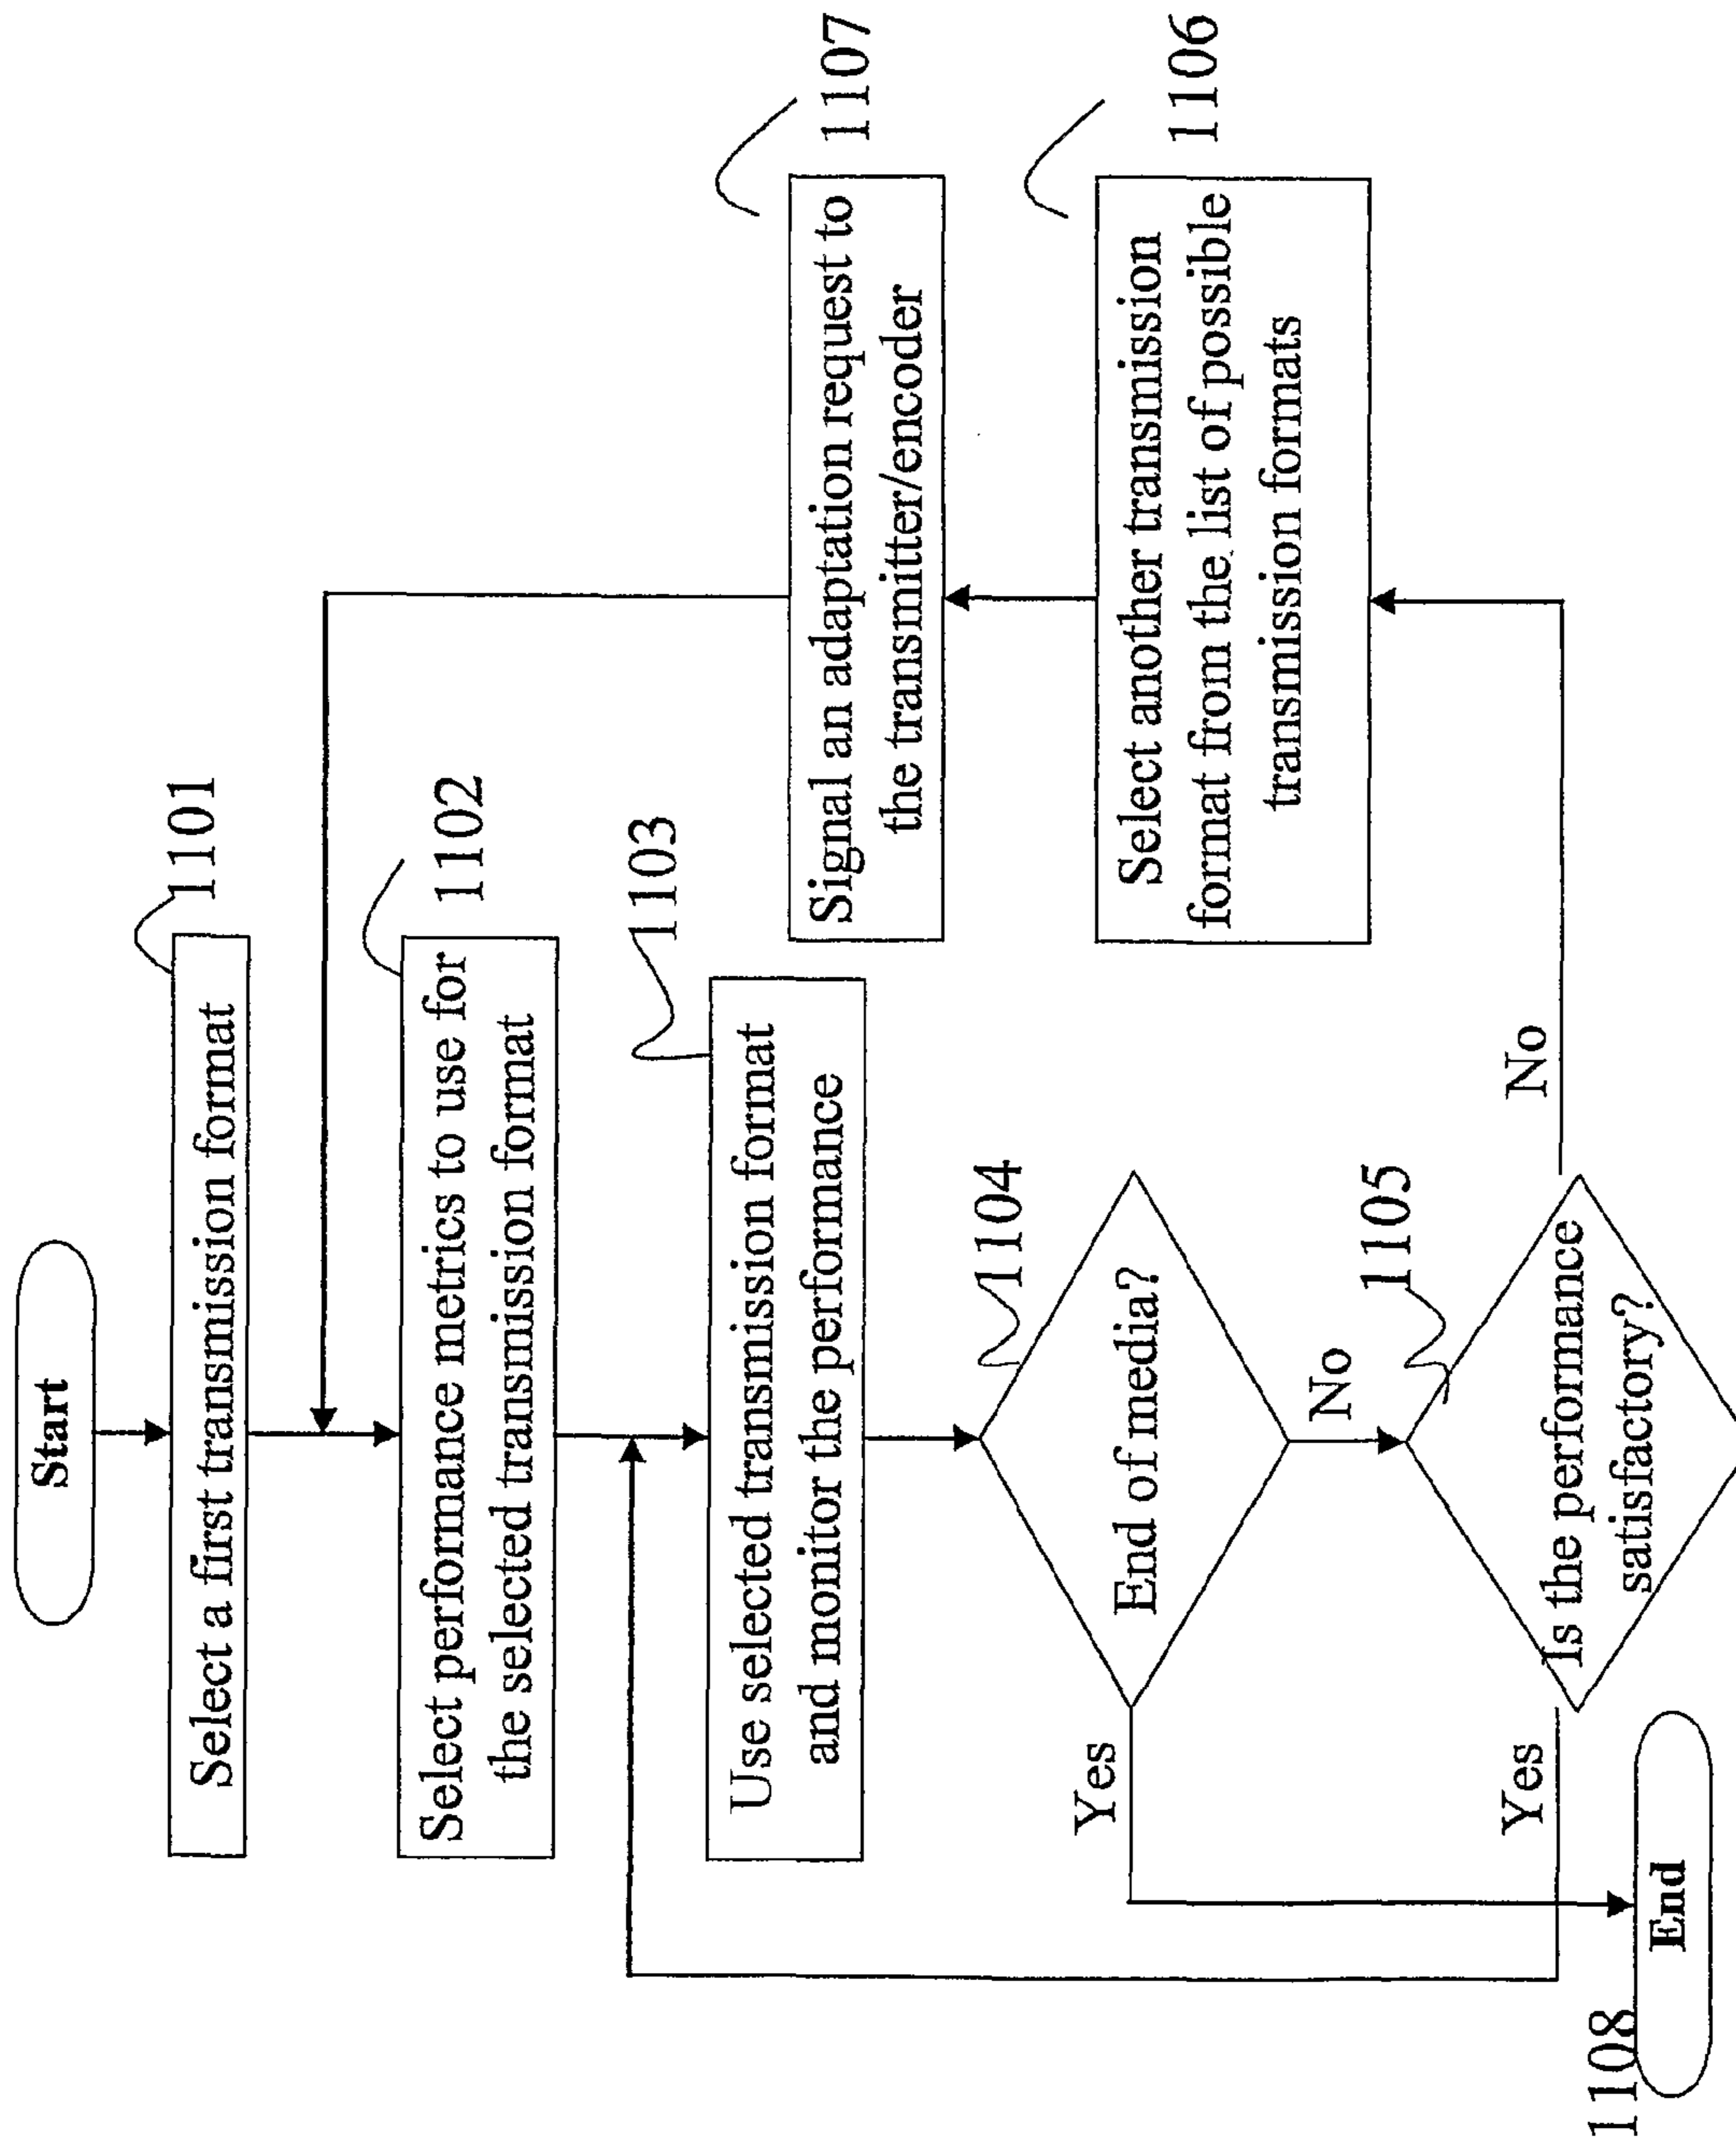 Start
Select a first transmission format
1101
Select performance metrics to use for
the selected transmission format
1102
Use selected transmission format
and monitor the performance
1103
End of media?
1104
Yes
No
Is the performance
satisfactory?
1105
Yes
No
Select another transmission
format from the list of possible
transmission formats
1106
Signal an adaptation request to
the transmitter/encoder
1107
End
1108